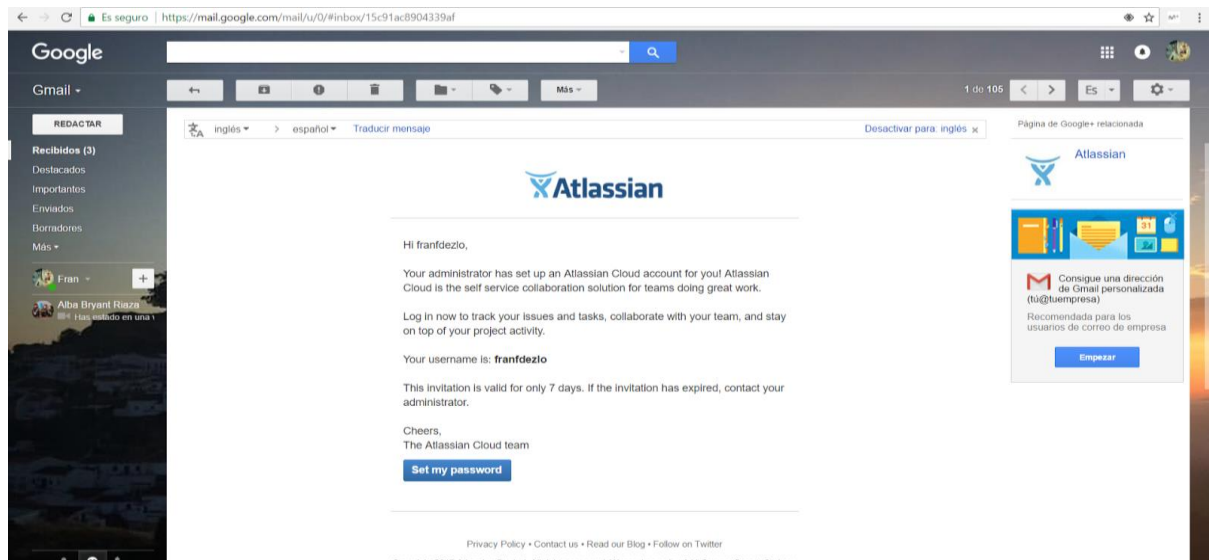 Es seguro | https://mail.google.com/mail/u/0/#inbox/15c91ac8904339af
Google
Gmail
Más
1 de 105
Es
REDACTAR
Recibidos (3)
Destacados
Importantes
Enviados
Borradores
Más
Fran
Alba Bryant Riaza
Has estado en una
inglés > español Traducir mensaje
Desactivar para: inglés x
Atlassian
Hi franfdezlo,
Your administrator has set up an Atlassian Cloud account for you! Atlassian
Cloud is the self service collaboration solution for teams doing great work.
Log in now to track your issues and tasks, collaborate with your team, and stay
on top of your project activity.
Your username is: franfdezlo
This invitation is valid for only 7 days. If the invitation has expired, contact your
administrator.
Cheers,
The Atlassian Cloud team
Set my password
Privacy Policy • Contact us • Read our Blog • Follow on Twitter
Página de Google+ relacionada
Atlassian
31
Consigue una dirección
de Gmail personalizada
(tú@tuempresa)
Recomendada para los
usuarios de correo de empresa
Empezar